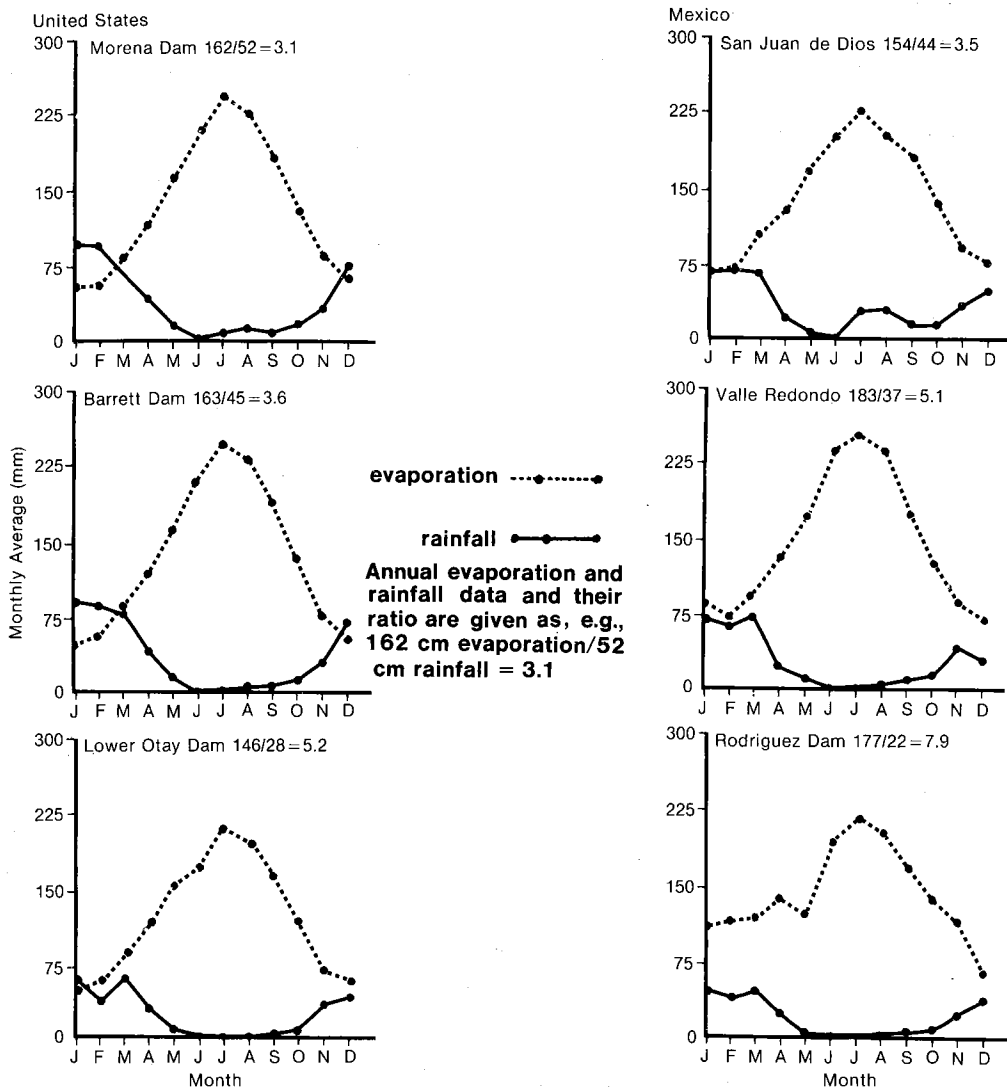 United States
Mexico
300
Morena Dam 162/52=3.1
225
150
75
0
J F M A M J J A S O N D
300
San Juan de Dios 154/44=3.5
225
150
75
0
J F M A M J J A S O N D
Monthly Average (mm)
300
Barrett Dam 163/45=3.6
225
150
75
0
J F M A M J J A S O N D
evaporation
rainfall
Annual evaporation and
rainfall data and their
ratio are given as, e.g.,
162 cm evaporation/52
cm rainfall = 3.1
300
Valle Redondo 183/37=5.1
225
150
75
0
J F M A M J J A S O N D
300
Lower Otay Dam 146/28=5.2
225
150
75
0
J F M A M J J A S O N D
Month
300
Rodriguez Dam 177/22=7.9
225
150
75
0
J F M A M J J A S O N D
Month